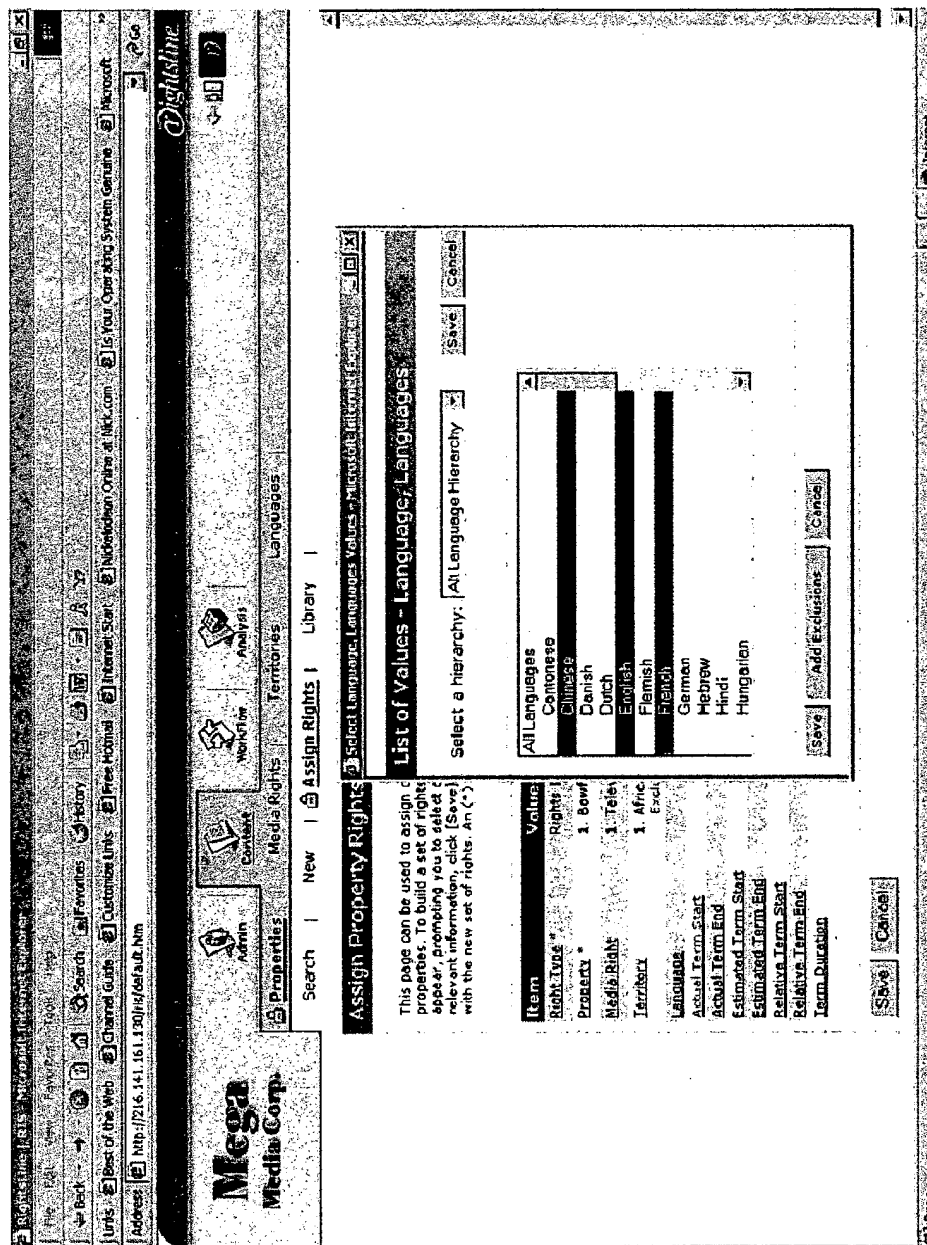 File Edit View Favorites Tools Help
Back Search Favorites History
Links Best of the Web Channel Guide Customize Links Free Hotmail Internet Start Nickelodeon Online at Nick.com Is Your Operating System Genuine Microsoft »
Address http://216.141.161.130/ris/default.htm Go
Rightsline
Mega
Media Corp.
Admin Content Workflow Analysis
Properties Media Rights Territories Languages
Search | New | Assign Rights | Library |
Assign Property Rights
This page can be used to assign
properties. To build a set of rights
appear, prompting you to select
relevant information, click [Save]
with the new set of rights. An (*)
Item Value
Right Type * Rights
Property * 1. Bowf
Media Right 1. Telev
Territory 1. Afric
Excl
Language
Actual Term Start
Actual Term End
Estimated Term Start
Estimated Term End
Relative Term Start
Relative Term End
Term Duration
Save Cancel
Select Language, Languages Values - Microsoft Internet Explorer
List of Values - Language, Languages
Select a hierarchy: All Language Hierarchy Save Cancel
All Languages
Cantonese
Chinese
Danish
Dutch
English
Flemish
French
German
Hebrew
Hindi
Hungarian
Save Add Exclusions Cancel
Internet